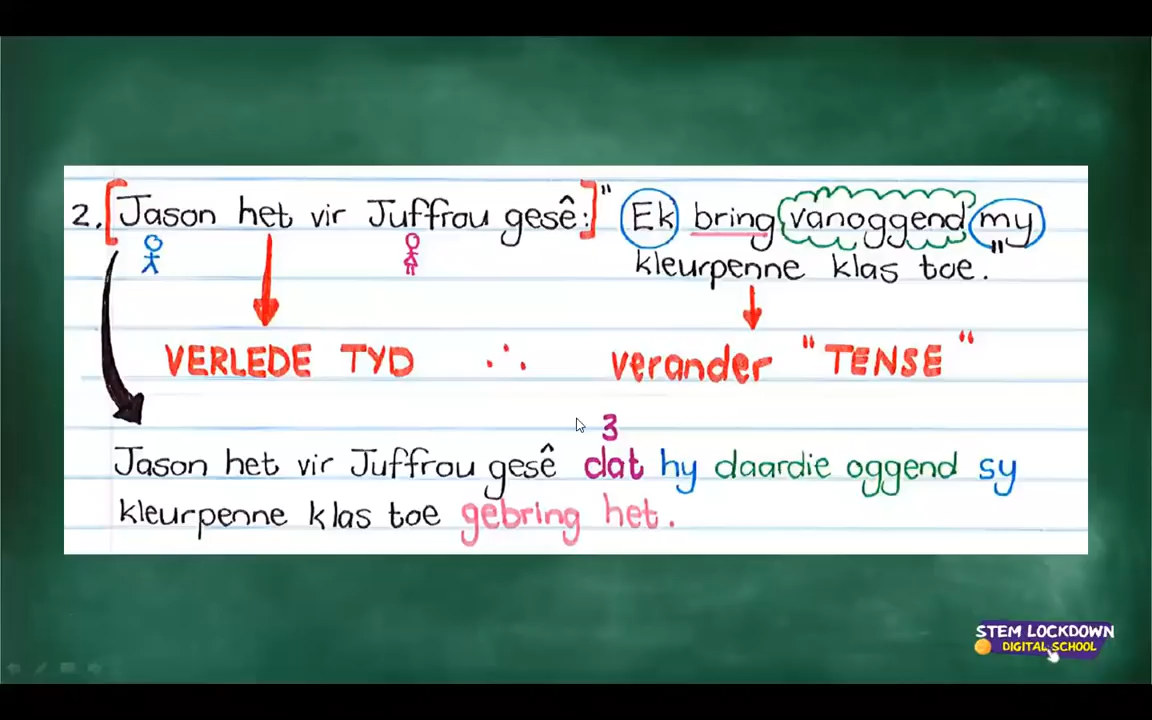 2. [Jason het vir Juffrou gesê:] "Ek bring vanoggend my
kleurpenne klas toe."
VERLEDE TYD ∴ verander "TENSE"
3
Jason het vir Juffrou gesê dat hy daardie oggend sy
kleurpenne klas toe gebring het.
STEM LOCKDOWN
DIGITAL SCHOOL